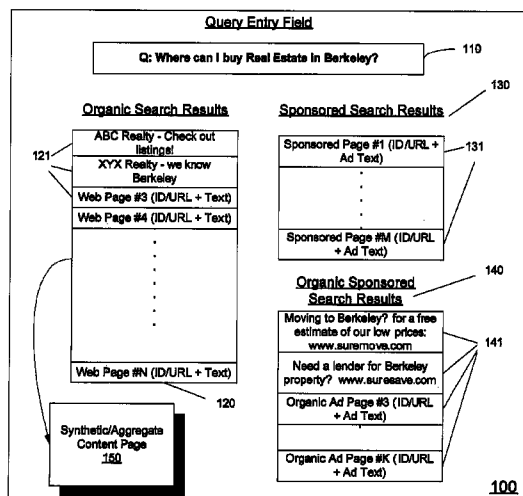 Query Entry Field
Q: Where can I buy Real Estate in Berkeley?
110
Organic Search Results
121
ABC Realty - Check out
listings!
XYX Realty - we know
Berkeley
Web Page #3 (ID/URL + Text)
Web Page #4 (ID/URL + Text)
Web Page #N (ID/URL + Text)
120
Synthetic/Aggregate
Content Page
150
130
Sponsored Search Results
Sponsored Page #1 (ID/URL +
Ad Text)
131
Sponsored Page #M (ID/URL
+ Ad Text)
Organic Sponsored
Search Results
140
Moving to Berkeley? for a free
estimate of our low prices:
www.suremove.com
141
Need a lender for Berkeley
property? www.suresave.com
Organic Ad Page #3 (ID/URL
+ Ad Text)
Organic Ad Page #K (ID/URL
+ Ad Text)
100